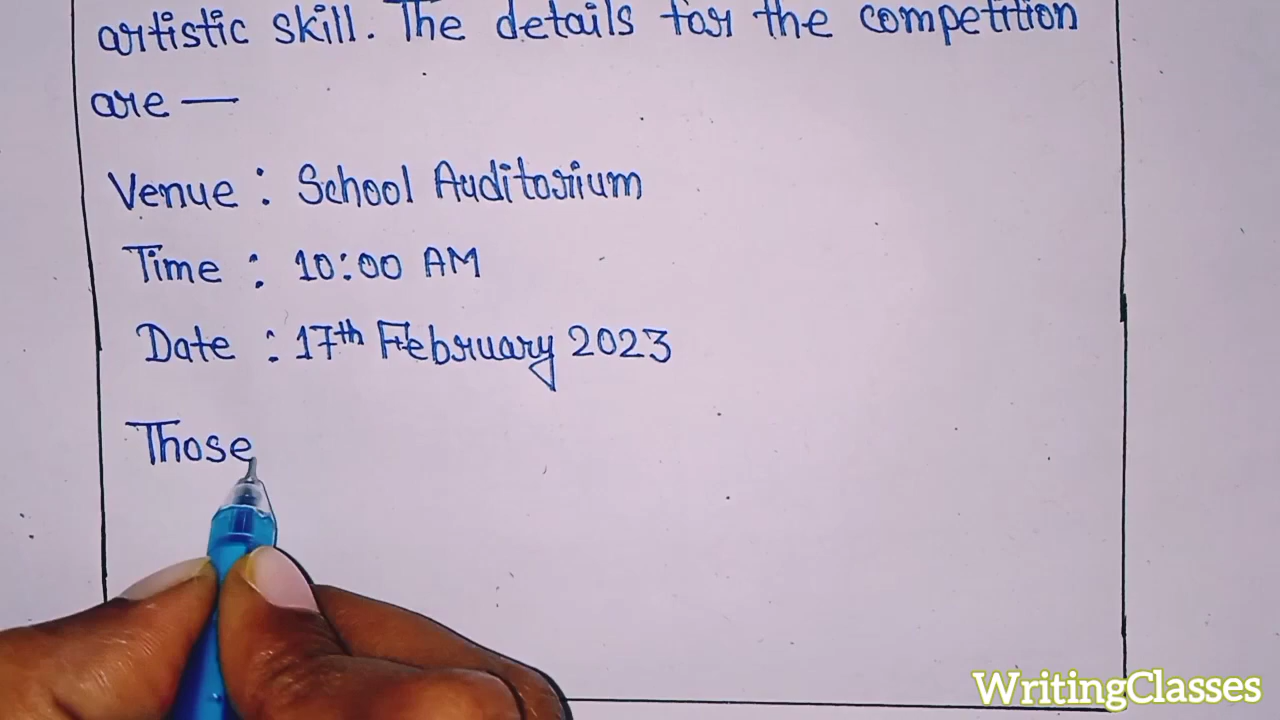 artistic skill. The details for the competition
are —
Venue : School Auditorium
Time : 10:00 AM
Date : 17th February 2023
Those
WritingClasses